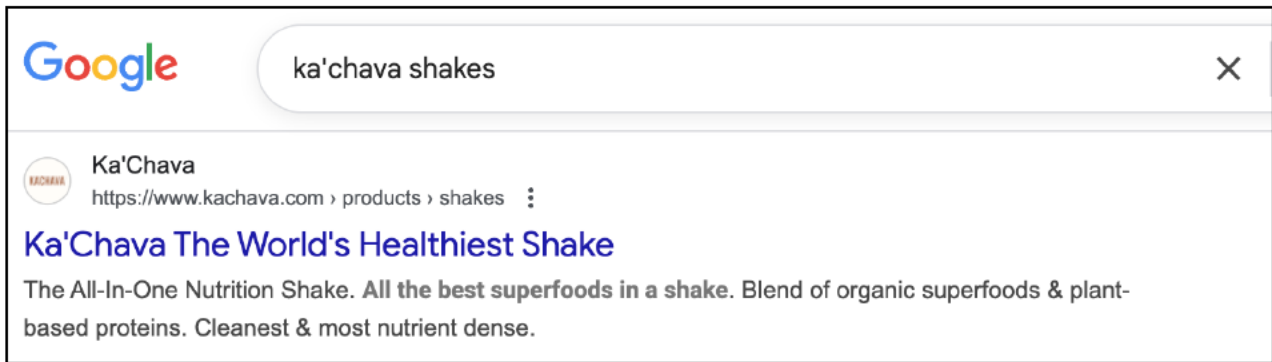 Google
ka'chava shakes
KACHAVA
Ka'Chava
https://www.kachava.com › products › shakes
Ka'Chava The World's Healthiest Shake
The All-In-One Nutrition Shake. All the best superfoods in a shake. Blend of organic superfoods & plant-
based proteins. Cleanest & most nutrient dense.